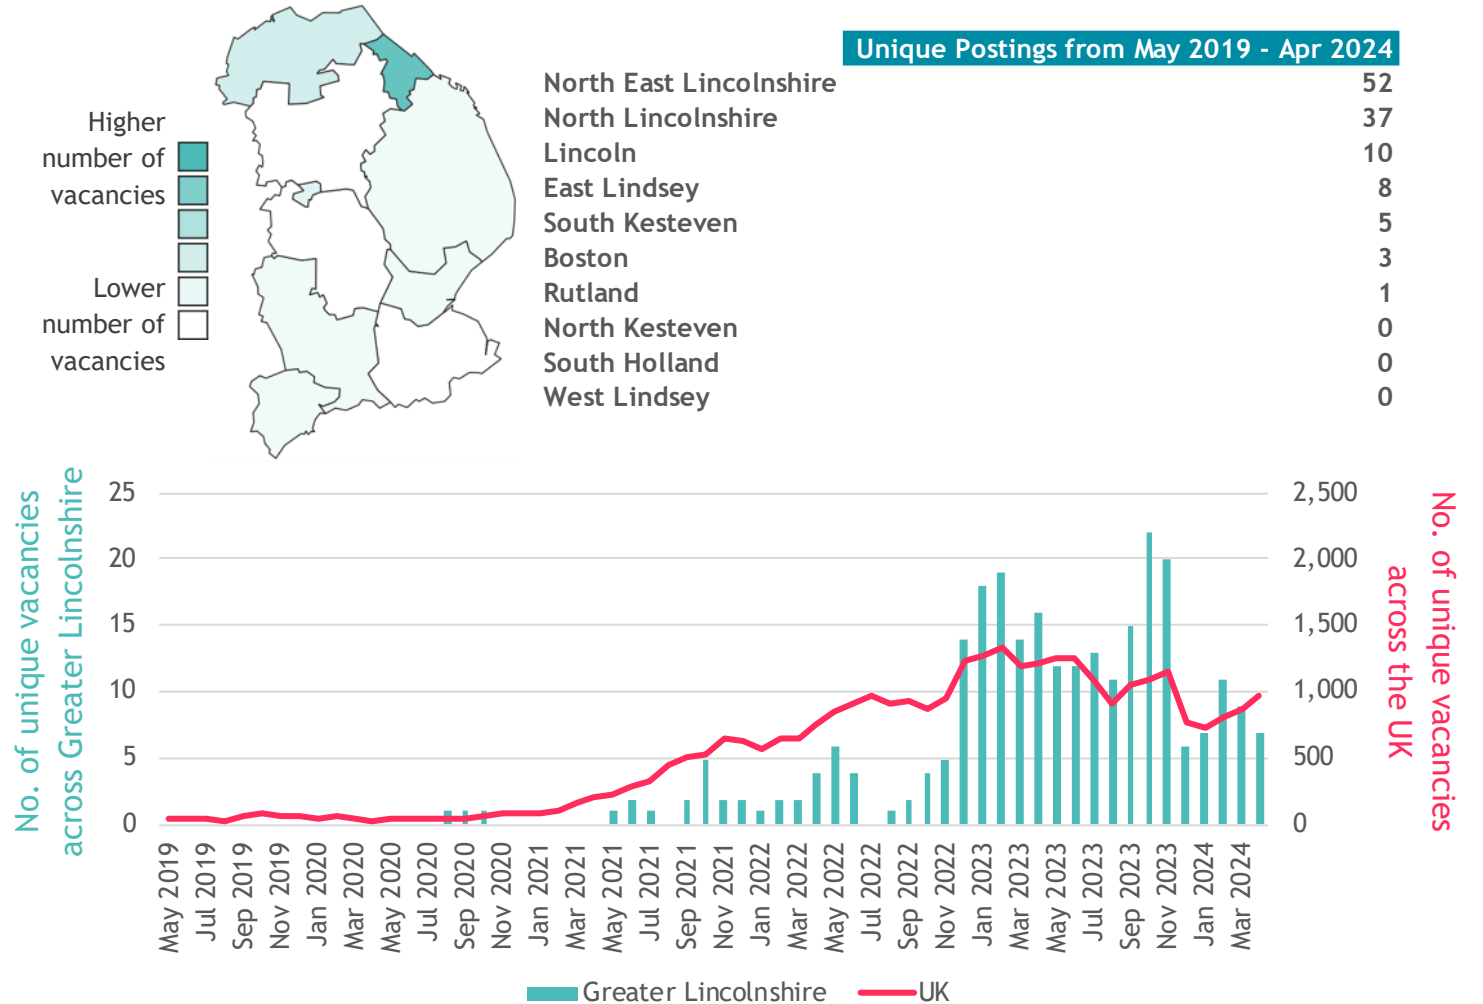 Higher
number of
vacancies
Lower
number of
vacancies
Unique Postings from May 2019 - Apr 2024
North East Lincolnshire 52
North Lincolnshire 37
Lincoln 10
East Lindsey 8
South Kesteven 5
Boston 3
Rutland 1
North Kesteven 0
South Holland 0
West Lindsey 0
No. of unique vacancies
across Greater Lincolnshire
25
20
15
10
5
0
2,500
2,000
1,500
1,000
500
0
No. of unique vacancies
across the UK
May 2019
Jul 2019
Sep 2019
Nov 2019
Jan 2020
Mar 2020
May 2020
Jul 2020
Sep 2020
Nov 2020
Jan 2021
Mar 2021
May 2021
Jul 2021
Sep 2021
Nov 2021
Jan 2022
Mar 2022
May 2022
Jul 2022
Sep 2022
Nov 2022
Jan 2023
Mar 2023
May 2023
Jul 2023
Sep 2023
Nov 2023
Jan 2024
Mar 2024
Greater Lincolnshire
UK